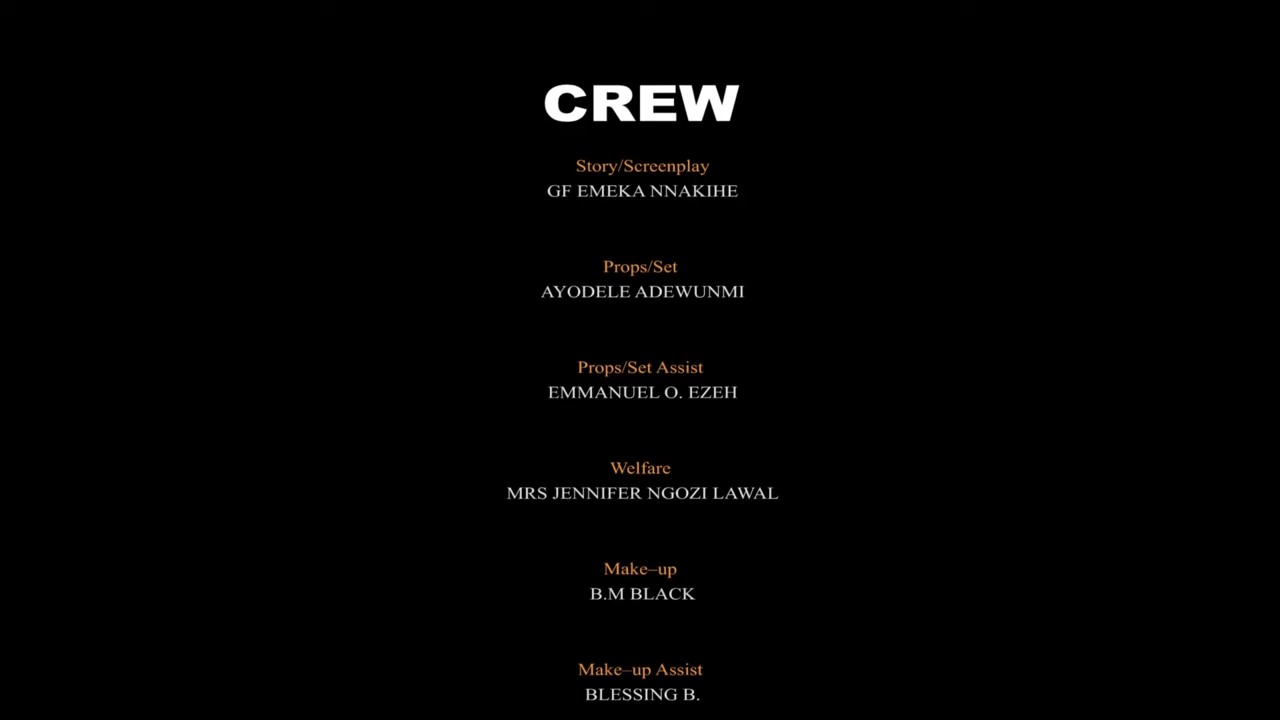 CREW
Story/Screenplay
GF EMEKA NNAKIHE
Props/Set
AYODELE ADEWUNMI
Props/Set Assist
EMMANUEL O. EZEH
Welfare
MRS JENNIFER NGOZI LAWAL
Make–up
B.M BLACK
Make–up Assist
BLESSING B.